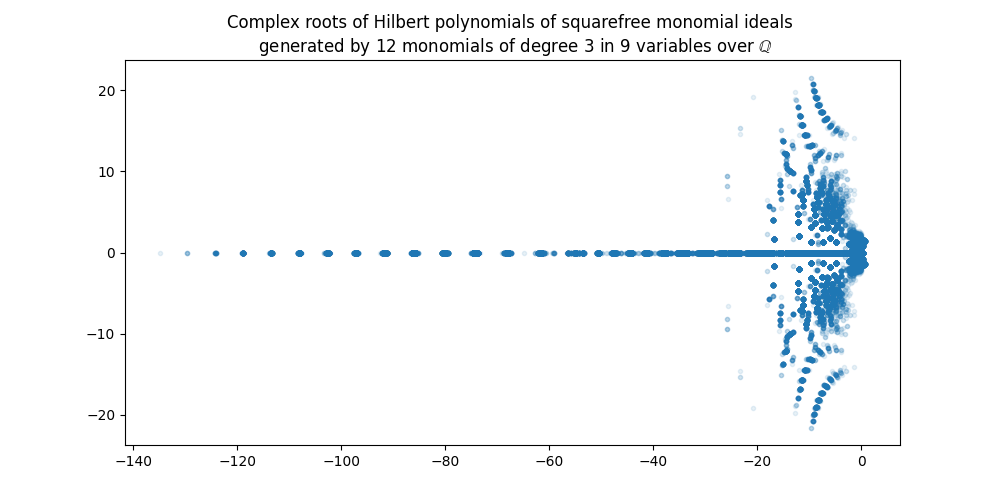 Complex roots of Hilbert polynomials of squarefree monomial ideals
generated by 12 monomials of degree 3 in 9 variables over ℚ
20
10
0
−10
−20
−140 −120 −100 −80 −60 −40 −20 0